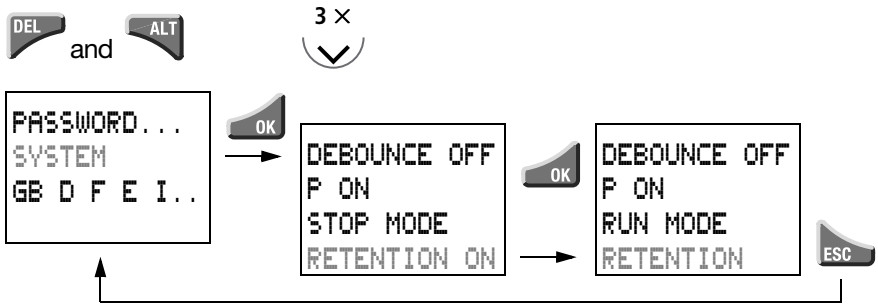 DEL and ALT
3 ×
PASSWORD...
SYSTEM
GB D F E I..
OK
DEBOUNCE OFF
P ON
STOP MODE
RETENTION ON
OK
DEBOUNCE OFF
P ON
RUN MODE
RETENTION
ESC